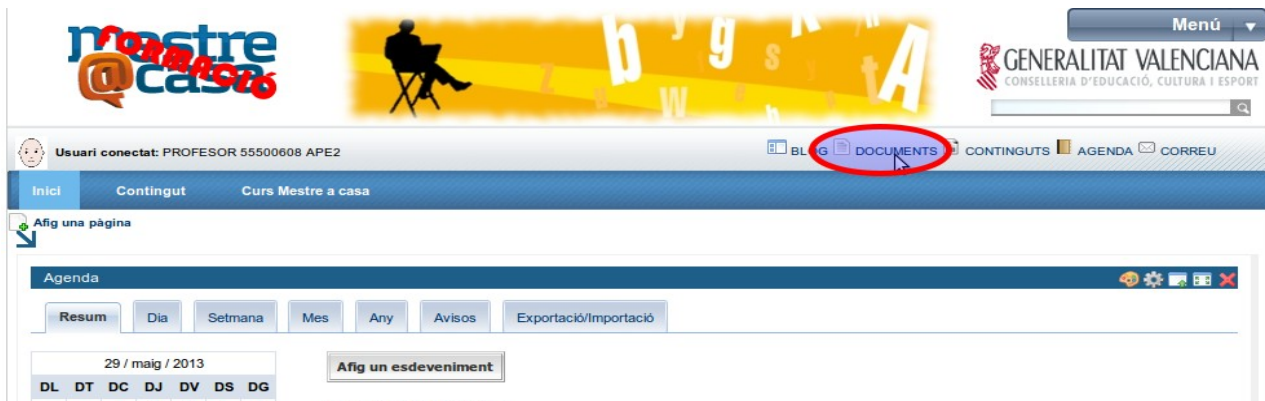 mestre
FORMACIÓ
@casa
b y g s k
z u w W h t A
Menú
GENERALITAT VALENCIANA
CONSELLERIA D'EDUCACIÓ, CULTURA I ESPORT
Usuari conectat: PROFESOR 55500608 APE2
BLOG DOCUMENTS CONTINGUTS AGENDA CORREU
Inici Contingut Curs Mestre a casa
Afig una pàgina
Agenda
Resum Dia Setmana Mes Any Avisos Exportació/Importació
29 / maig / 2013
Afig un esdeveniment
DL DT DC DJ DV DS DG